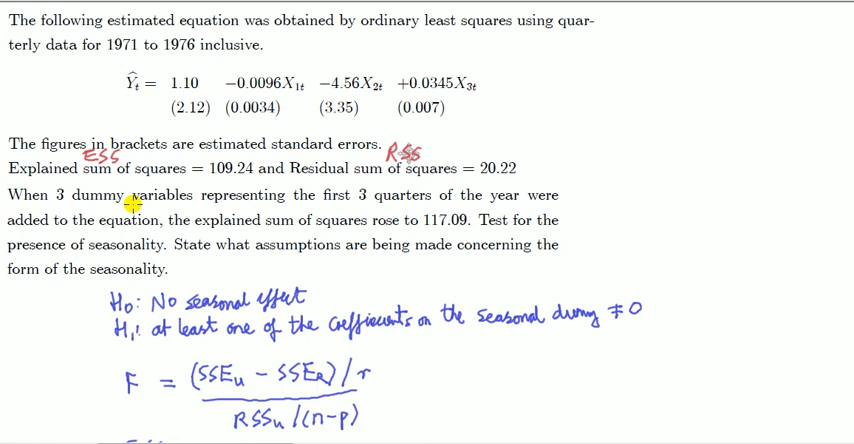 The following estimated equation was obtained by ordinary least squares using quar-
terly data for 1971 to 1976 inclusive.
Ŷt = 1.10 −0.0096X1t −4.56X2t +0.0345X3t
(2.12) (0.0034) (3.35) (0.007)
The figures in brackets are estimated standard errors.
ESS RSS
Explained sum of squares = 109.24 and Residual sum of squares = 20.22
When 3 dummy variables representing the first 3 quarters of the year were
added to the equation, the explained sum of squares rose to 117.09. Test for the
presence of seasonality. State what assumptions are being made concerning the
form of the seasonality.
H0: No seasonal effect
H1: at least one of the coefficients on the seasonal dummy ≠ 0
F = (SSEu − SSER)/r
RSSu/(n−p)